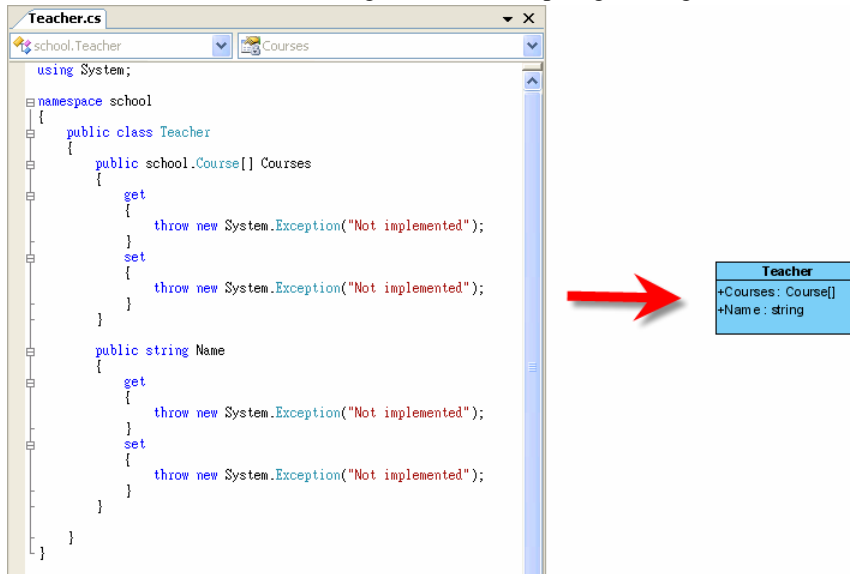 Teacher.cs
school.Teacher Courses
using System;
namespace school
{
public class Teacher
{
public school.Course[] Courses
{
get
{
throw new System.Exception("Not implemented");
}
set
{
throw new System.Exception("Not implemented");
}
}
public string Name
{
get
{
throw new System.Exception("Not implemented");
}
set
{
throw new System.Exception("Not implemented");
}
}
}
}
Teacher
+Courses : Course[]
+Name : string